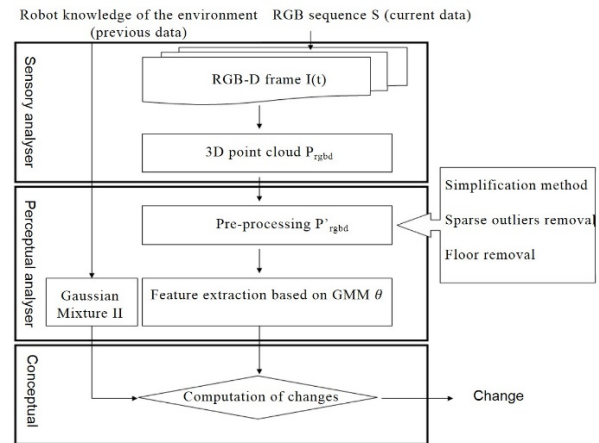 Robot knowledge of the environment
(previous data)
RGB sequence S (current data)
Sensory analyser
RGB-D frame I(t)
3D point cloud Prgbd
Perceptual analyser
Pre-processing P'rgbd
Simplification method
Sparse outliers removal
Floor removal
Gaussian
Mixture II
Feature extraction based on GMM θ
Conceptual
Computation of changes
Change